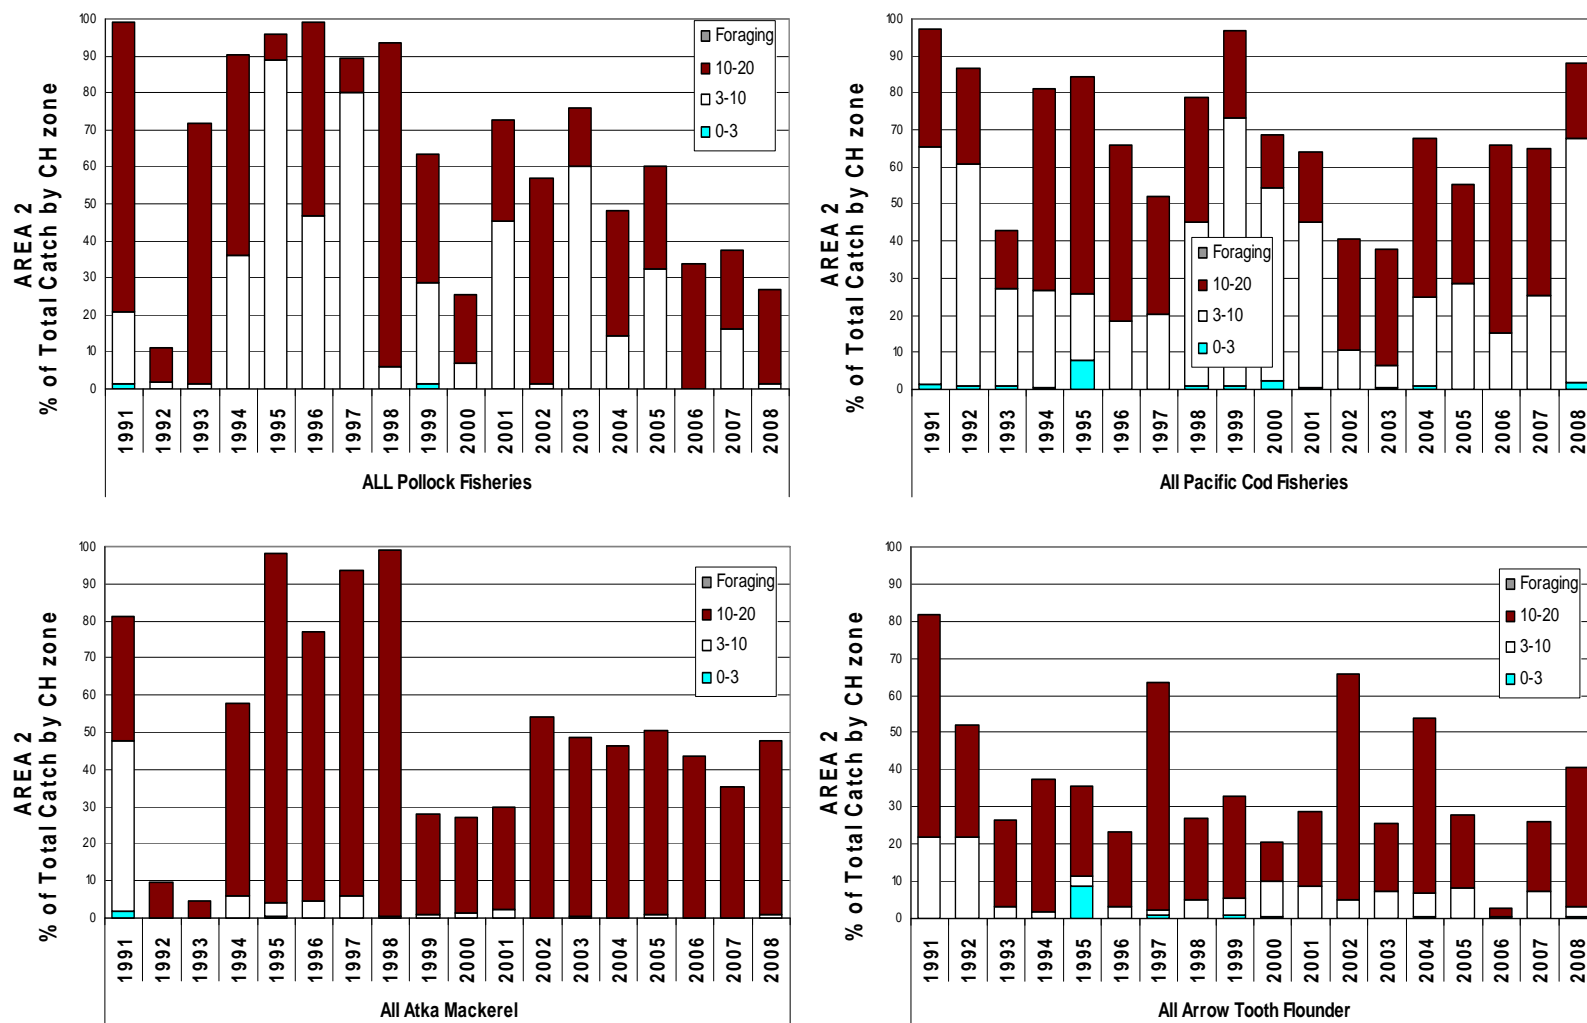 AREA 2
% of Total Catch by CH zone
100
90
80
70
60
50
40
30
20
10
0
Foraging
10-20
3-10
0-3
1991 1992 1993 1994 1995 1996 1997 1998 1999 2000 2001 2002 2003 2004 2005 2006 2007 2008
ALL Pollock Fisheries
AREA 2
% of Total Catch by CH zone
100
90
80
70
60
50
40
30
20
10
0
Foraging
10-20
3-10
0-3
1991 1992 1993 1994 1995 1996 1997 1998 1999 2000 2001 2002 2003 2004 2005 2006 2007 2008
All Pacific Cod Fisheries
AREA 2
% of Total Catch by CH zone
100
90
80
70
60
50
40
30
20
10
0
Foraging
10-20
3-10
0-3
1991 1992 1993 1994 1995 1996 1997 1998 1999 2000 2001 2002 2003 2004 2005 2006 2007 2008
All Atka Mackerel
AREA 2
% of Total Catch by CH zone
100
90
80
70
60
50
40
30
20
10
0
Foraging
10-20
3-10
0-3
1991 1992 1993 1994 1995 1996 1997 1998 1999 2000 2001 2002 2003 2004 2005 2006 2007 2008
All Arrow Tooth Flounder